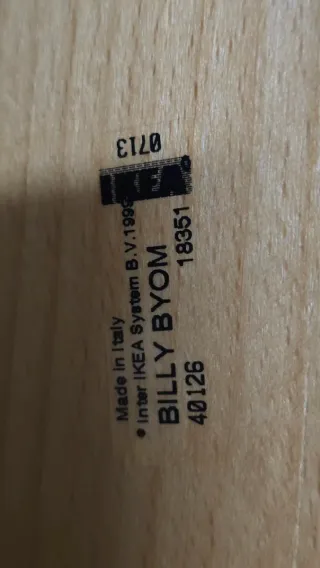 Made in Italy
© Inter IKEA System
BILLY BYOM
40126 18351
IKEA
0713